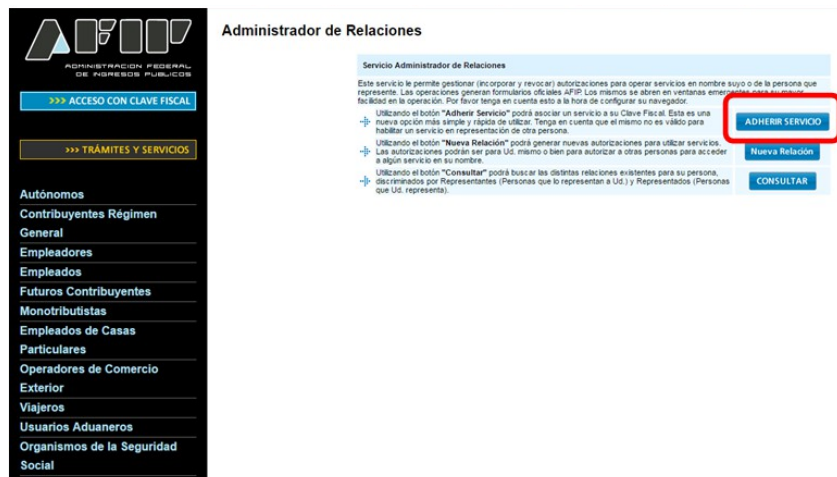 AFIP
ADMINISTRACION FEDERAL
DE INGRESOS PUBLICOS
>>> ACCESO CON CLAVE FISCAL
>>> TRÁMITES Y SERVICIOS
Autónomos
Contribuyentes Régimen
General
Empleadores
Empleados
Futuros Contribuyentes
Monotributistas
Empleados de Casas
Particulares
Operadores de Comercio
Exterior
Viajeros
Usuarios Aduaneros
Organismos de la Seguridad
Social
Administrador de Relaciones
Servicio Administrador de Relaciones
Este servicio le permite gestionar (incorporar y revocar) autorizaciones para operar servicios en nombre suyo o de la persona que
represente. Las operaciones generan formularios oficiales AFIP. Los mismos se abren en ventanas emergentes para su mayor
facilidad en la operación. Por favor tenga en cuenta esto a la hora de configurar su navegador.
Utilizando el botón "Adherir Servicio" podrá asociar un servicio a su Clave Fiscal. Esta es una
nueva opción más simple y rápida de utilizar. Tenga en cuenta que el mismo no es válido para
habilitar un servicio en representación de otra persona.
ADHERIR SERVICIO
Utilizando el botón "Nueva Relación" podrá generar nuevas autorizaciones para utilizar servicios.
Las autorizaciones podrán ser para Ud. mismo o bien para autorizar a otras personas para acceder
a algún servicio en su nombre.
Nueva Relación
Utilizando el botón "Consultar" podrá buscar las distintas relaciones existentes para su persona,
discriminados por Representantes (Personas que lo representan a Ud.) y Representados (Personas
que Ud. representa).
CONSULTAR